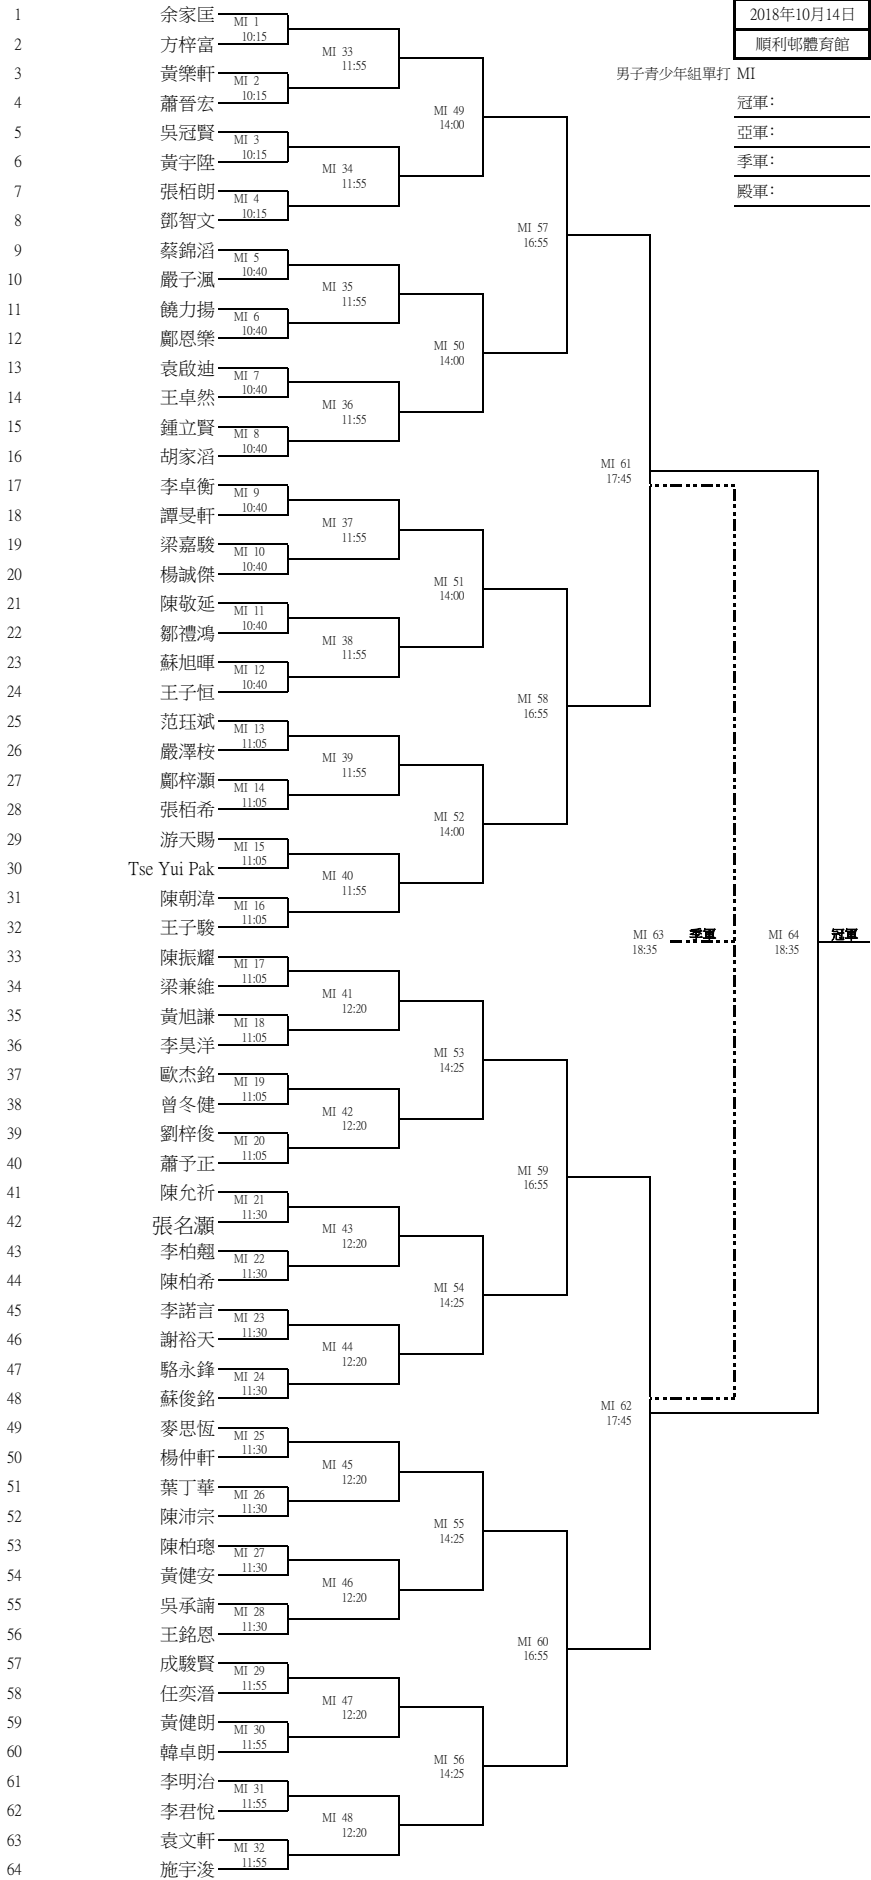 2018年10月14日
順利邨體育館
男子青少年組單打 MI
冠軍：
亞軍：
季軍：
殿軍：
1 余家匡
MI 1
10:15
2 方梓富
MI 33
11:55
3 黃樂軒
MI 2
10:15
4 蕭晉宏
MI 49
14:00
5 吳冠賢
MI 3
10:15
6 黃宇陞
MI 34
11:55
7 張栢朗
MI 4
10:15
8 鄧智文
MI 57
16:55
9 蔡錦滔
MI 5
10:40
10 嚴子渢
MI 35
11:55
11 饒力揚
MI 6
10:40
12 鄺恩樂
MI 50
14:00
13 袁啟迪
MI 7
10:40
14 王卓然
MI 36
11:55
15 鍾立賢
MI 8
10:40
16 胡家滔
MI 61
17:45
17 李卓衡
MI 9
10:40
18 譚旻軒
MI 37
11:55
19 梁嘉駿
MI 10
10:40
20 楊誠傑
MI 51
14:00
21 陳敬延
MI 11
10:40
22 鄒禮鴻
MI 38
11:55
23 蘇旭暉
MI 12
10:40
24 王子恒
MI 58
16:55
25 范珏斌
MI 13
11:05
26 嚴澤桉
MI 39
11:55
27 鄺梓灝
MI 14
11:05
28 張栢希
MI 52
14:00
29 游天賜
MI 15
11:05
30 Tse Yui Pak
MI 40
11:55
31 陳朝湋
MI 16
11:05
32 王子駿
MI 63 季軍
18:35
MI 64 冠軍
18:35
33 陳振耀
MI 17
11:05
34 梁兼維
MI 41
12:20
35 黃旭謙
MI 18
11:05
36 李昊洋
MI 53
14:25
37 歐杰銘
MI 19
11:05
38 曾冬健
MI 42
12:20
39 劉梓俊
MI 20
11:05
40 蕭予正
MI 59
16:55
41 陳允祈
MI 21
11:30
42 張名灝
MI 43
12:20
43 李柏翹
MI 22
11:30
44 陳柏希
MI 54
14:25
45 李諾言
MI 23
11:30
46 謝裕天
MI 44
12:20
47 駱永鋒
MI 24
11:30
48 蘇俊銘
MI 62
17:45
49 麥思恆
MI 25
11:30
50 楊仲軒
MI 45
12:20
51 葉丁華
MI 26
11:30
52 陳沛宗
MI 55
14:25
53 陳柏璁
MI 27
11:30
54 黃健安
MI 46
12:20
55 吳承諵
MI 28
11:30
56 王銘恩
MI 60
16:55
57 成駿賢
MI 29
11:55
58 任奕濳
MI 47
12:20
59 黃健朗
MI 30
11:55
60 韓卓朗
MI 56
14:25
61 李明治
MI 31
11:55
62 李君悅
MI 48
12:20
63 袁文軒
MI 32
11:55
64 施宇浚